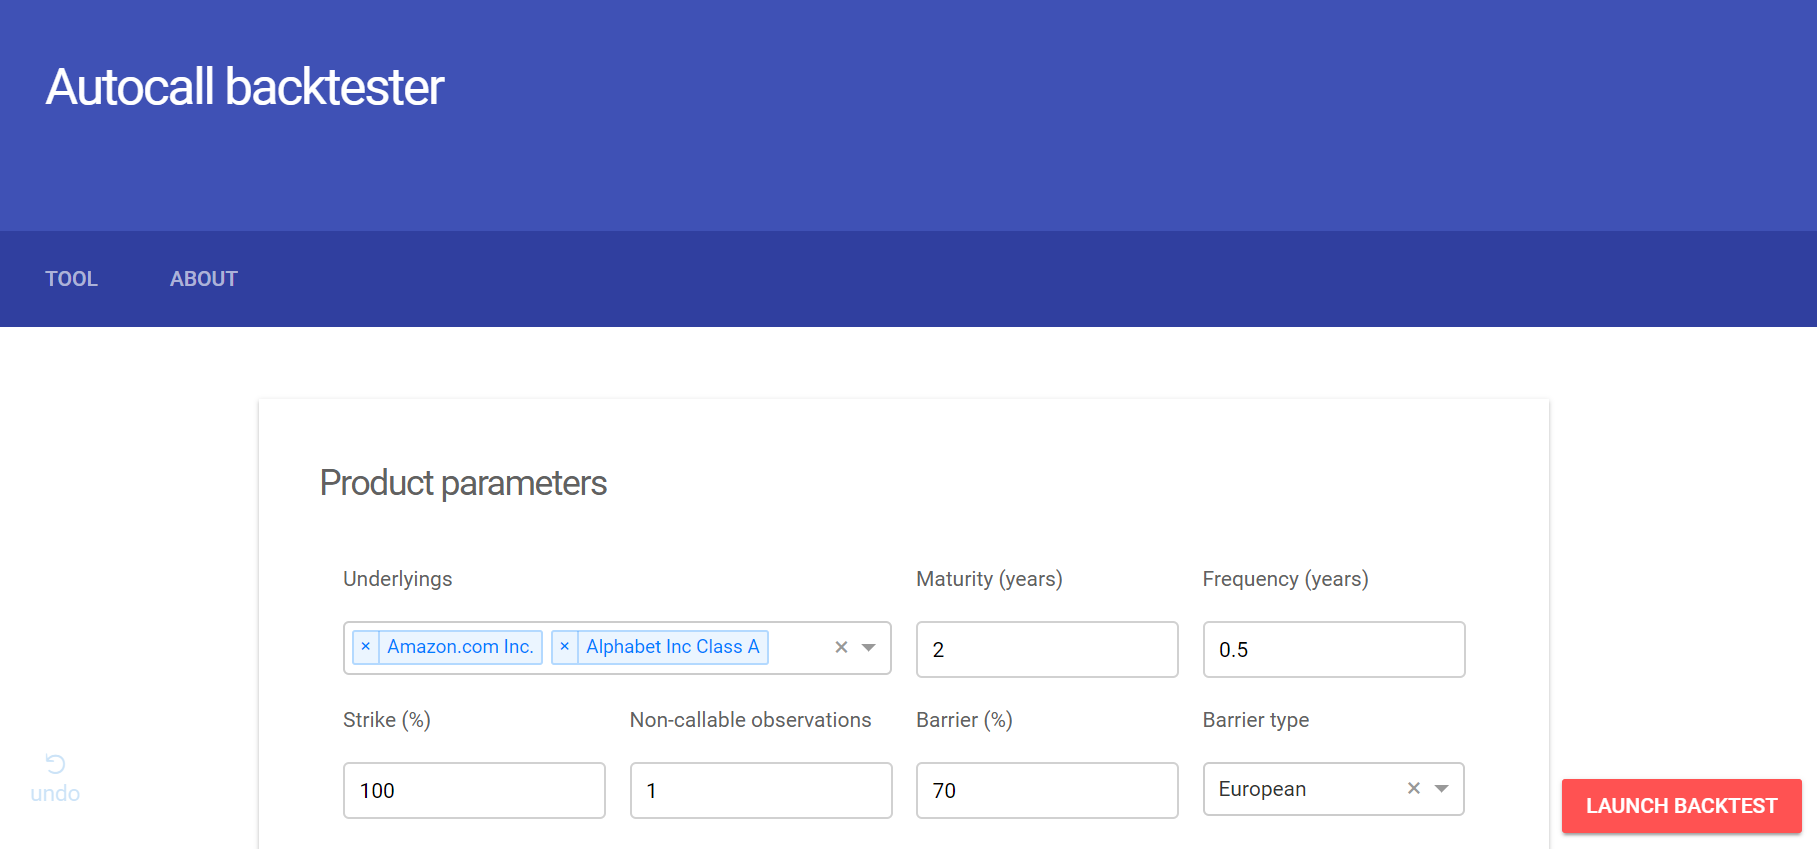 Autocall backtester
TOOL ABOUT
Product parameters
Underlyings Maturity (years) Frequency (years)
× Amazon.com Inc. × Alphabet Inc Class A × 2 0.5
Strike (%) Non-callable observations Barrier (%) Barrier type
100 1 70 European ×
undo
LAUNCH BACKTEST